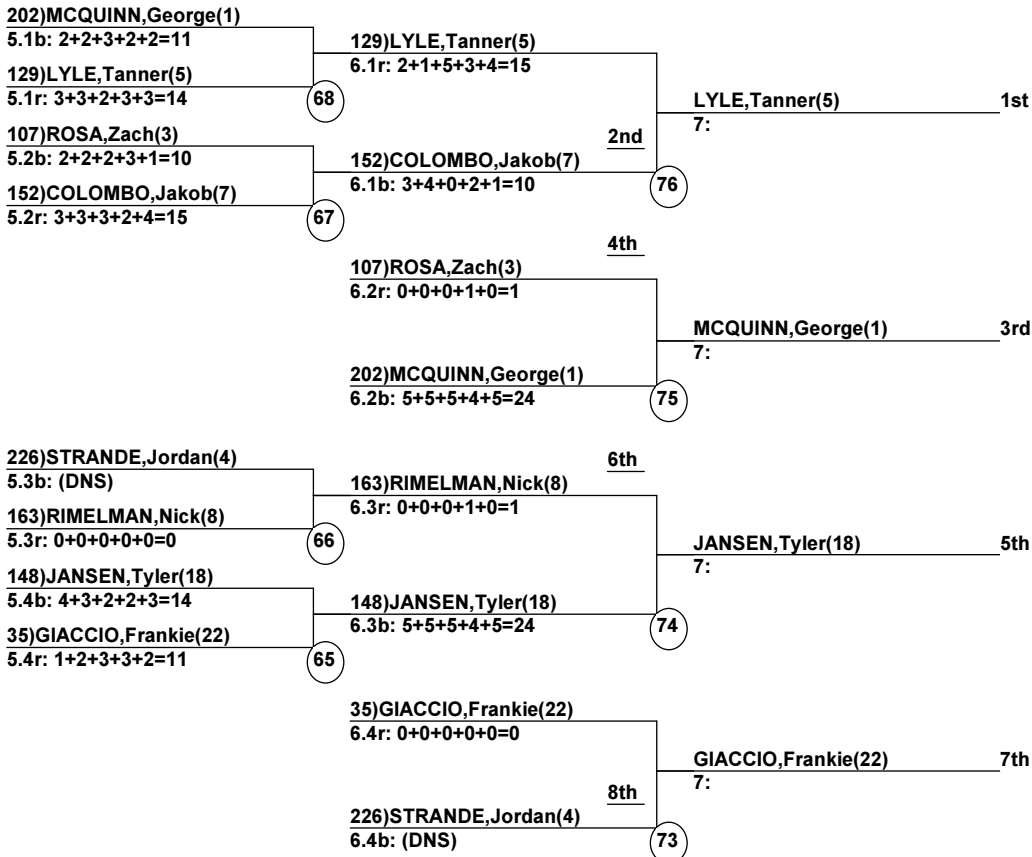 202)MCQUINN,George(1)
5.1b: 2+2+3+2+2=11
129)LYLE,Tanner(5)
5.1r: 3+3+2+3+3=14
68
107)ROSA,Zach(3)
5.2b: 2+2+2+3+1=10
152)COLOMBO,Jakob(7)
5.2r: 3+3+3+2+4=15
67
129)LYLE,Tanner(5)
6.1r: 2+1+5+3+4=15
2nd
152)COLOMBO,Jakob(7)
6.1b: 3+4+0+2+1=10
76
LYLE,Tanner(5) 1st
7:
4th
107)ROSA,Zach(3)
6.2r: 0+0+0+1+0=1
202)MCQUINN,George(1)
6.2b: 5+5+5+4+5=24
75
MCQUINN,George(1) 3rd
7:
226)STRANDE,Jordan(4)
5.3b: (DNS)
163)RIMELMAN,Nick(8)
5.3r: 0+0+0+0+0=0
66
148)JANSEN,Tyler(18)
5.4b: 4+3+2+2+3=14
35)GIACCIO,Frankie(22)
5.4r: 1+2+3+3+2=11
65
6th
163)RIMELMAN,Nick(8)
6.3r: 0+0+0+1+0=1
148)JANSEN,Tyler(18)
6.3b: 5+5+5+4+5=24
74
JANSEN,Tyler(18) 5th
7:
35)GIACCIO,Frankie(22)
6.4r: 0+0+0+0+0=0
8th
226)STRANDE,Jordan(4)
6.4b: (DNS)
73
GIACCIO,Frankie(22) 7th
7: